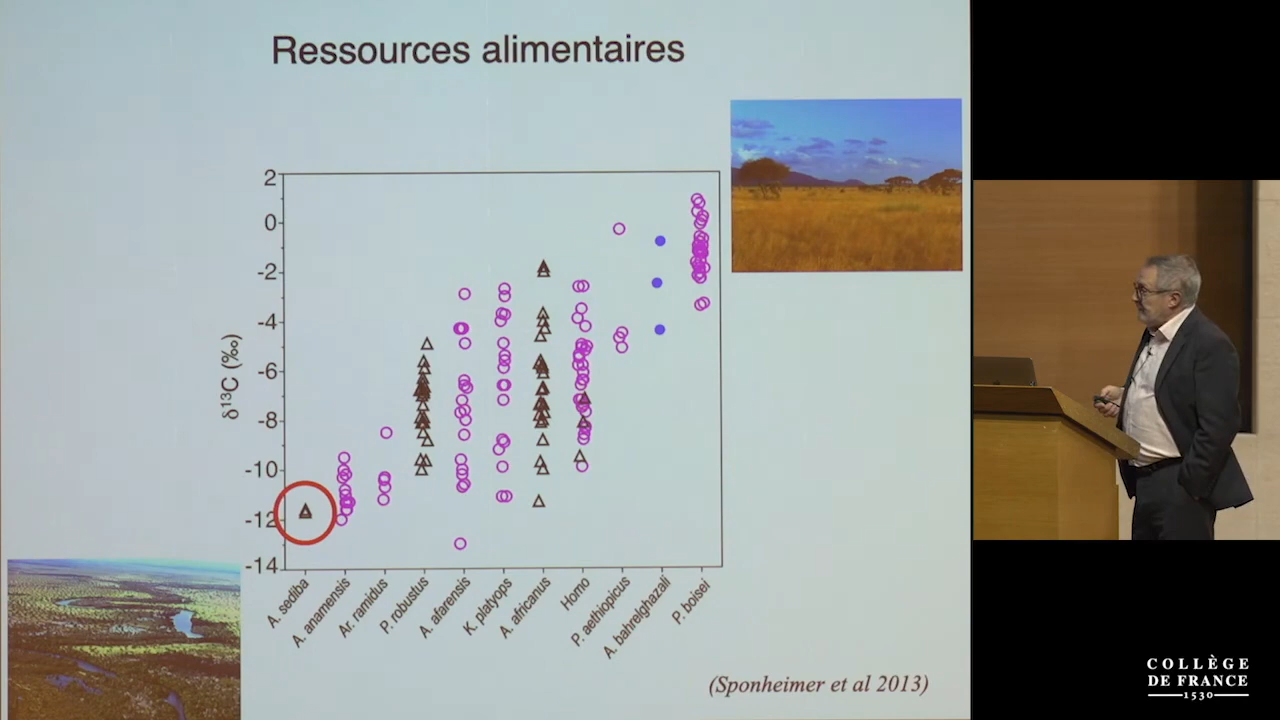 Ressources alimentaires
2
0
-2
-4
-6
-8
-10
-12
-14
δ13C (‰)
A. sediba
A. anamensis
Ar. ramidus
P. robustus
A. afarensis
K. platyops
A. africanus
Homo
P. aethiopicus
A. bahrelghazali
P. boisei
(Sponheimer et al 2013)
COLLÈGE
DE FRANCE
1530